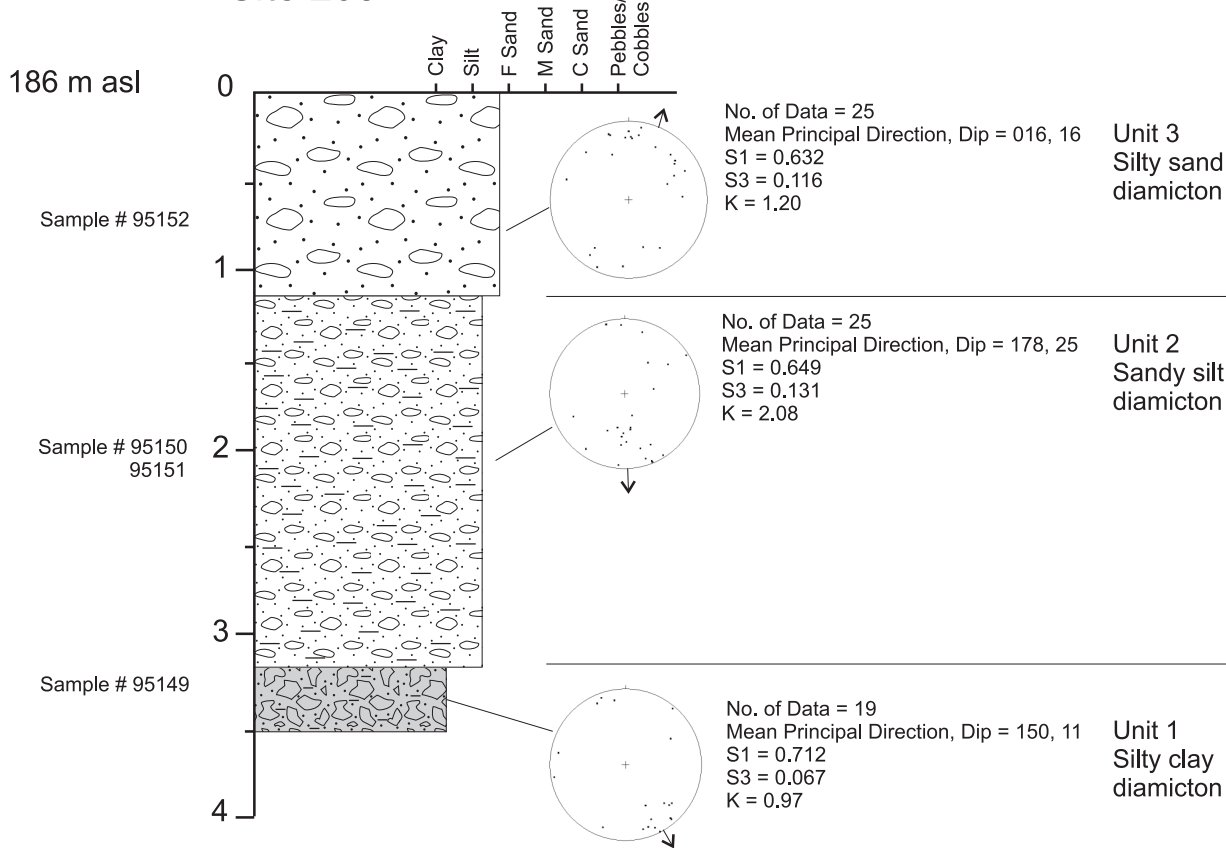 Clay
Silt
F Sand
M Sand
C Sand
Pebbles/
Cobbles
186 m asl
0
1
2
3
4
Sample # 95152
Sample # 95150
95151
Sample # 95149
No. of Data = 25
Mean Principal Direction, Dip = 016, 16
S1 = 0.632
S3 = 0.116
K = 1.20
Unit 3
Silty sand
diamicton
No. of Data = 25
Mean Principal Direction, Dip = 178, 25
S1 = 0.649
S3 = 0.131
K = 2.08
Unit 2
Sandy silt
diamicton
No. of Data = 19
Mean Principal Direction, Dip = 150, 11
S1 = 0.712
S3 = 0.067
K = 0.97
Unit 1
Silty clay
diamicton